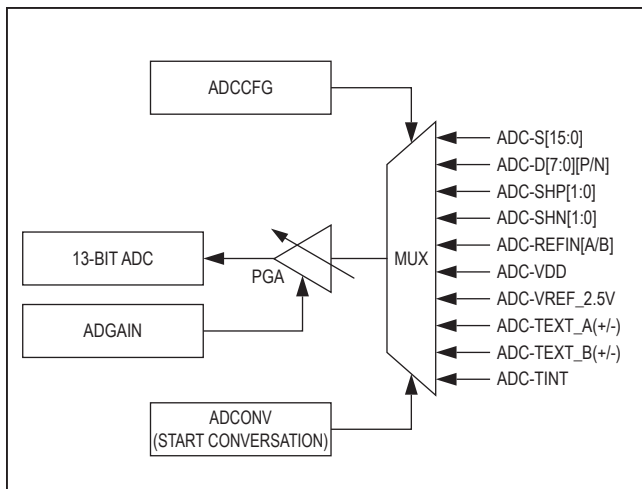 ADCCFG
ADC-S[15:0]
ADC-D[7:0][P/N]
ADC-SHP[1:0]
ADC-SHN[1:0]
13-BIT ADC
PGA
MUX
ADC-REFIN[A/B]
ADC-VDD
ADC-VREF_2.5V
ADGAIN
ADC-TEXT_A(+/-)
ADC-TEXT_B(+/-)
ADC-TINT
ADCONV
(START CONVERSATION)